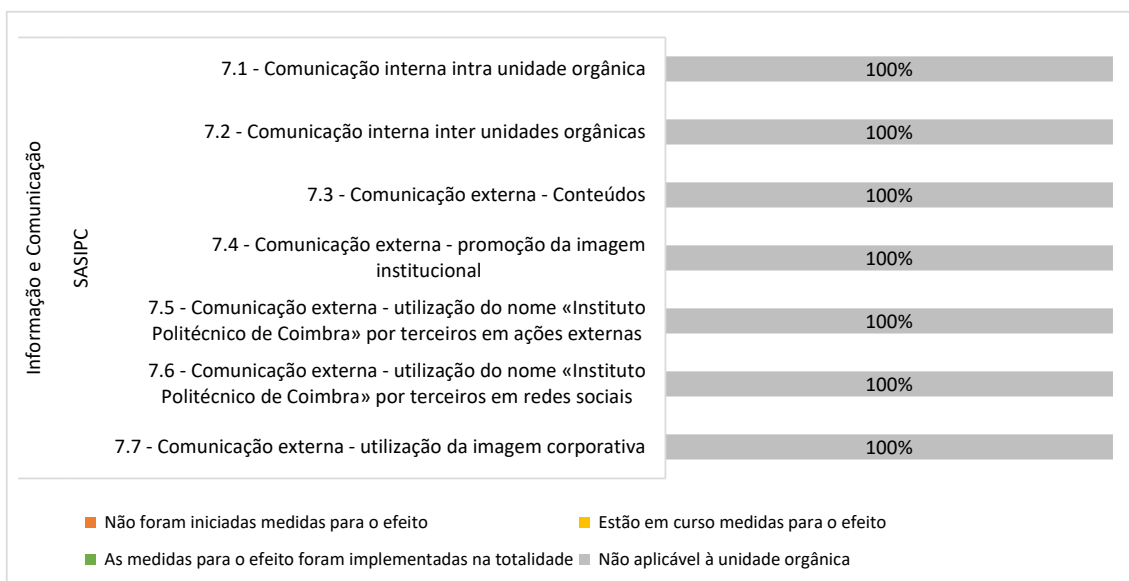 Informação e Comunicação
SASIPC
7.1 - Comunicação interna intra unidade orgânica
100%
7.2 - Comunicação interna inter unidades orgânicas
100%
7.3 - Comunicação externa - Conteúdos
100%
7.4 - Comunicação externa - promoção da imagem
institucional
100%
7.5 - Comunicação externa - utilização do nome «Instituto
Politécnico de Coimbra» por terceiros em ações externas
100%
7.6 - Comunicação externa - utilização do nome «Instituto
Politécnico de Coimbra» por terceiros em redes sociais
100%
7.7 - Comunicação externa - utilização da imagem corporativa
100%
Não foram iniciadas medidas para o efeito
Estão em curso medidas para o efeito
As medidas para o efeito foram implementadas na totalidade
Não aplicável à unidade orgânica